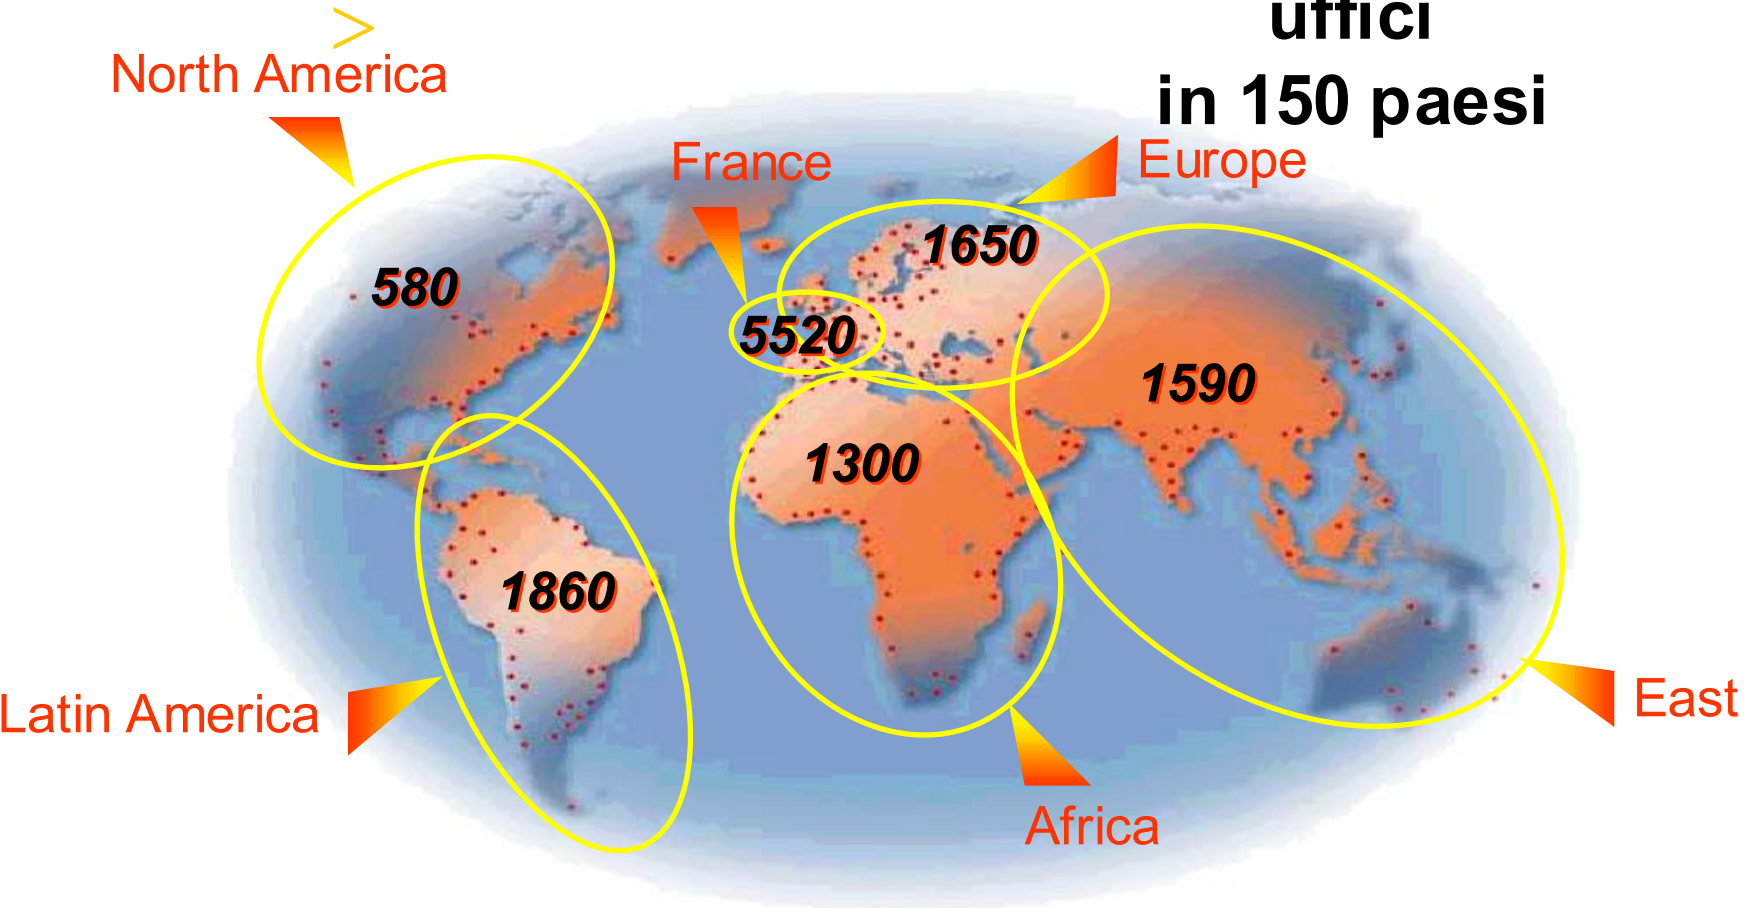 >
uffici
in 150 paesi
North America
France
Europe
1650
580
5520
1590
1300
1860
Latin America
East
Africa